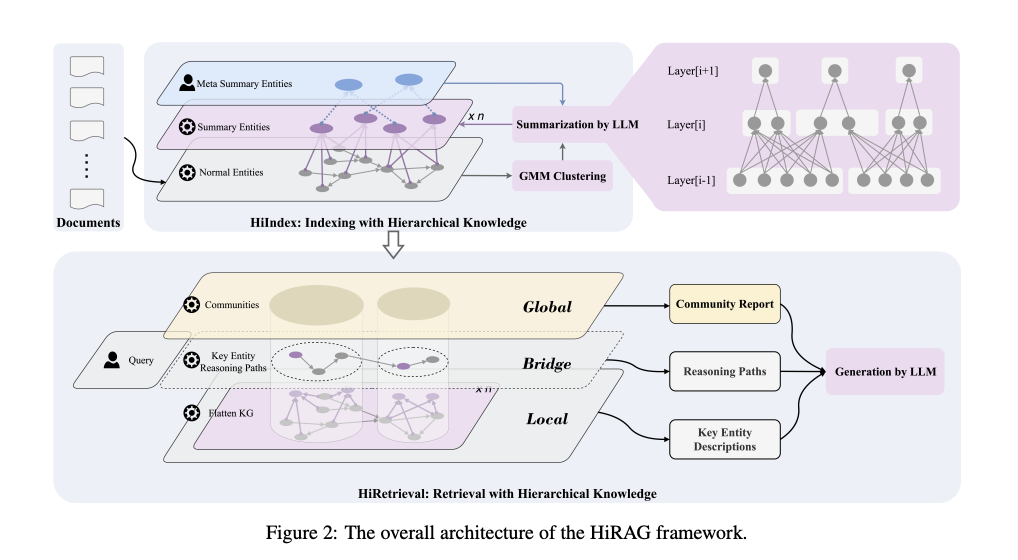 Documents
Meta Summary Entities
Summary Entities
x n
Normal Entities
Summarization by LLM
GMM Clustering
HiIndex: Indexing with Hierarchical Knowledge
Layer[i+1]
Layer[i]
Layer[i-1]
Query
Communities
Global
Key Entity
Reasoning Paths
Bridge
x n
Flatten KG
Local
Community Report
Reasoning Paths
Key Entity
Descriptions
Generation by LLM
HiRetrieval: Retrieval with Hierarchical Knowledge
Figure 2: The overall architecture of the HiRAG framework.